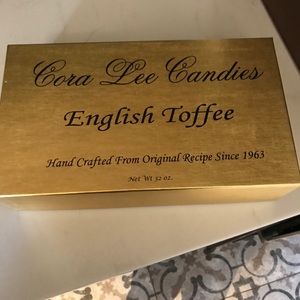 Cora Lee Candies
English Toffee
Hand Crafted From Original Recipe Since 1963
Net Wt 32 oz.